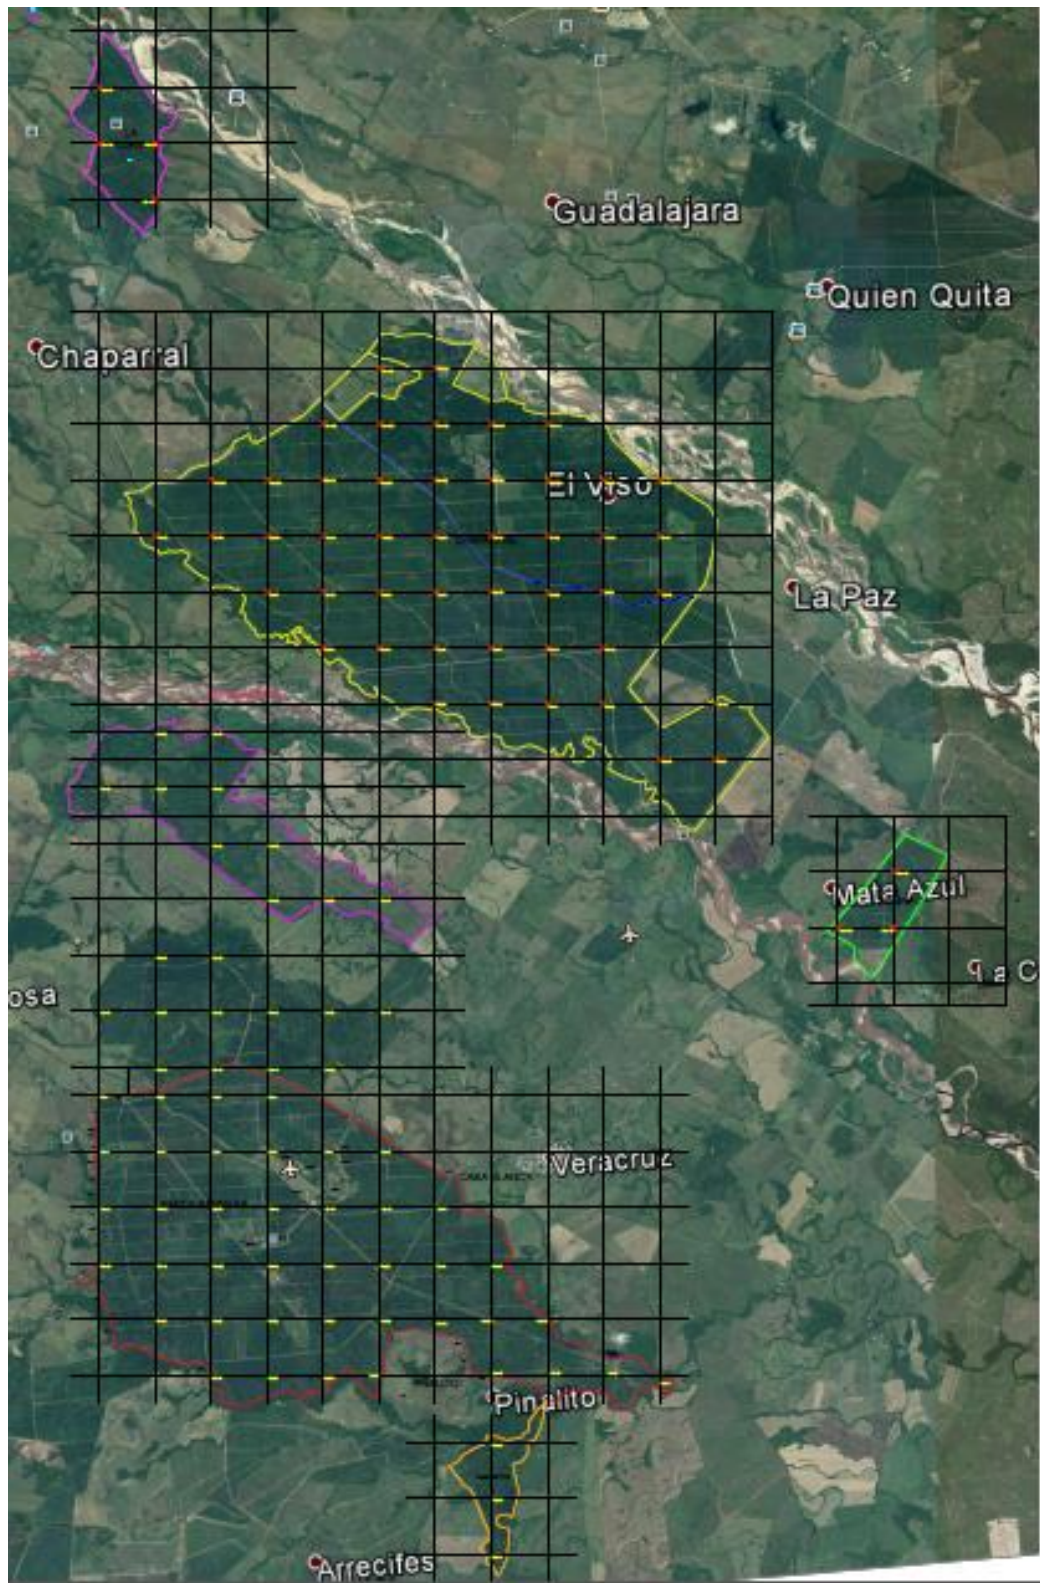 Guadalajara
Quien Quita
Chaparral
El Viso
La Paz
Mata Azul
La C
osa
Veracruz
Pinalito
Arrecifes